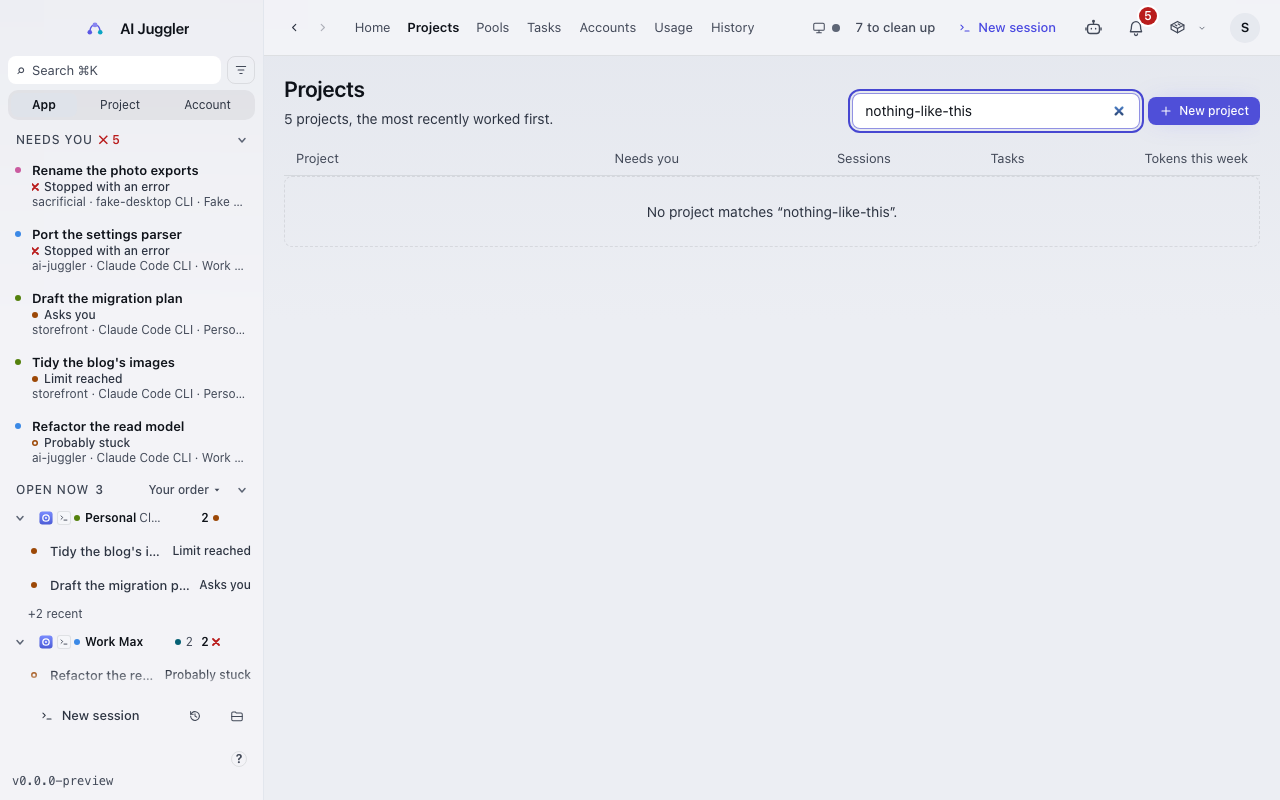 AI Juggler
Search ⌘K
App Project Account
NEEDS YOU 5
Rename the photo exports
Stopped with an error
sacrificial · fake-desktop CLI · Fake ...
Port the settings parser
Stopped with an error
ai-juggler · Claude Code CLI · Work ...
Draft the migration plan
Asks you
storefront · Claude Code CLI · Perso...
Tidy the blog's images
Limit reached
storefront · Claude Code CLI · Perso...
Refactor the read model
Probably stuck
ai-juggler · Claude Code CLI · Work ...
OPEN NOW 3 Your order
Personal Cl... 2
Tidy the blog's i... Limit reached
Draft the migration p... Asks you
+2 recent
Work Max 2 2
Refactor the re... Probably stuck
New session
?
v0.0.0-preview
Home Projects Pools Tasks Accounts Usage History 7 to clean up New session 5 S
Projects
5 projects, the most recently worked first.
nothing-like-this
New project
Project Needs you Sessions Tasks Tokens this week
No project matches “nothing-like-this”.